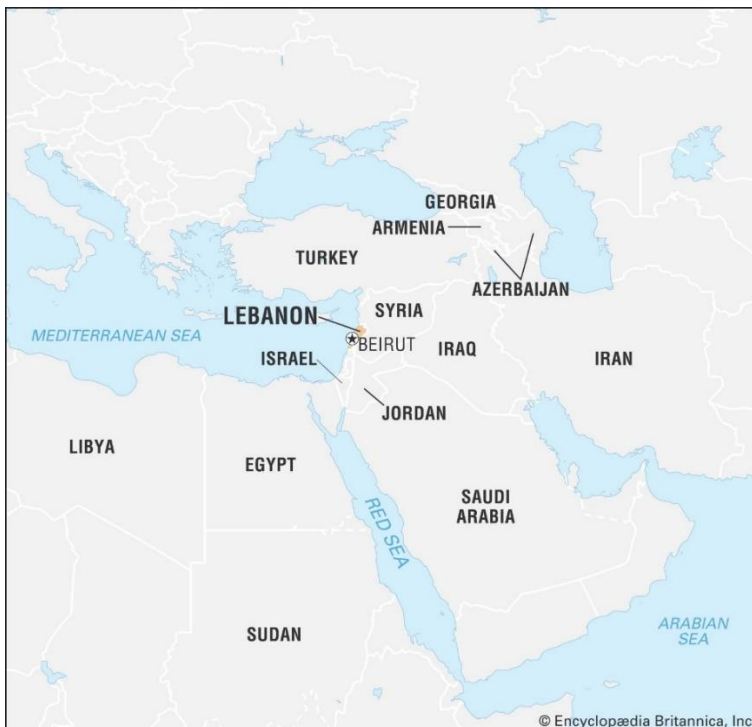 GEORGIA
ARMENIA
TURKEY
AZERBAIJAN
LEBANON
SYRIA
MEDITERRANEAN SEA
BEIRUT
ISRAEL
IRAQ
IRAN
JORDAN
LIBYA
EGYPT
SAUDI
ARABIA
RED SEA
SUDAN
ARABIAN
SEA
© Encyclopædia Britannica, Inc